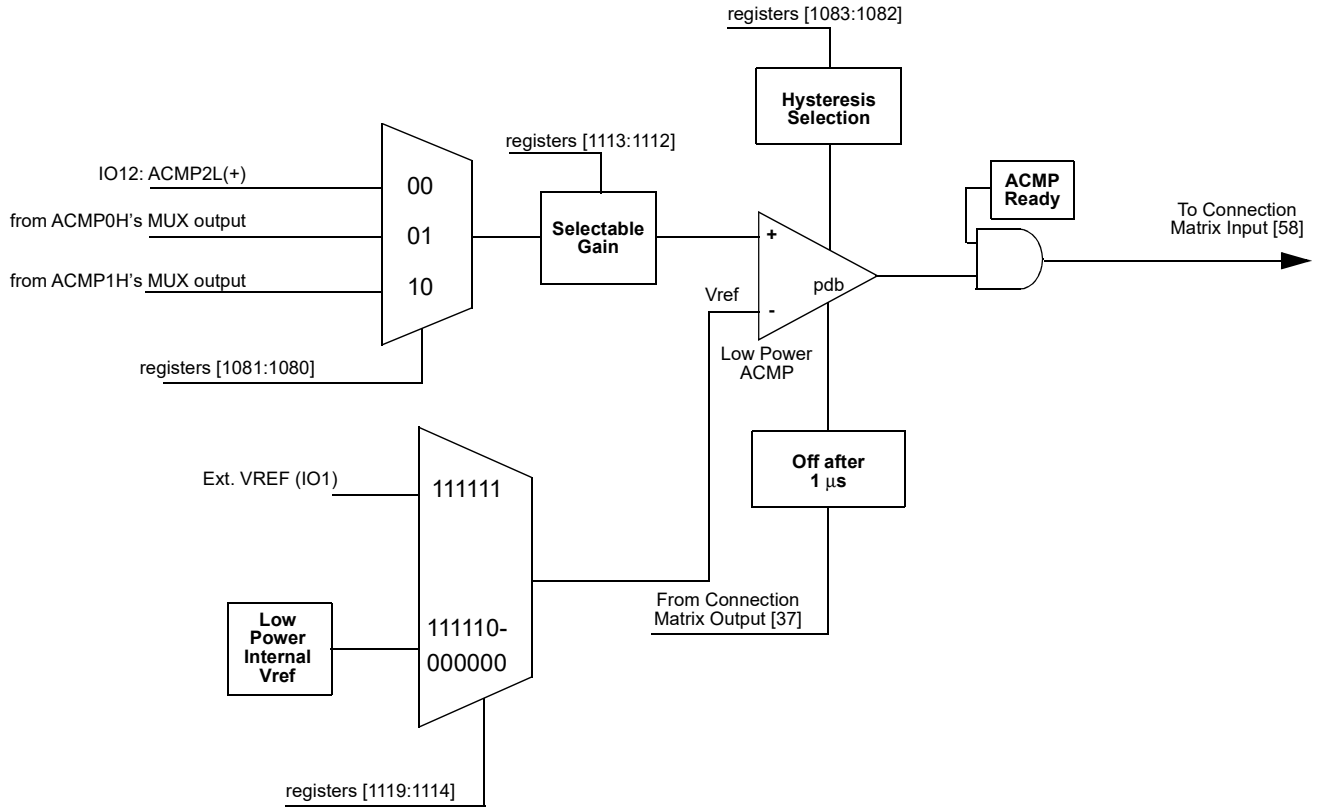 registers [1083:1082]
Hysteresis
Selection
registers [1113:1112]
IO12: ACMP2L(+)
from ACMP0H's MUX output
from ACMP1H's MUX output
00
01
10
Selectable
Gain
registers [1081:1080]
+
-
pdb
Vref
Low Power
ACMP
ACMP
Ready
To Connection
Matrix Input [58]
Off after
1 μs
From Connection
Matrix Output [37]
Ext. VREF (IO1)
111111
Low
Power
Internal
Vref
111110-
000000
registers [1119:1114]